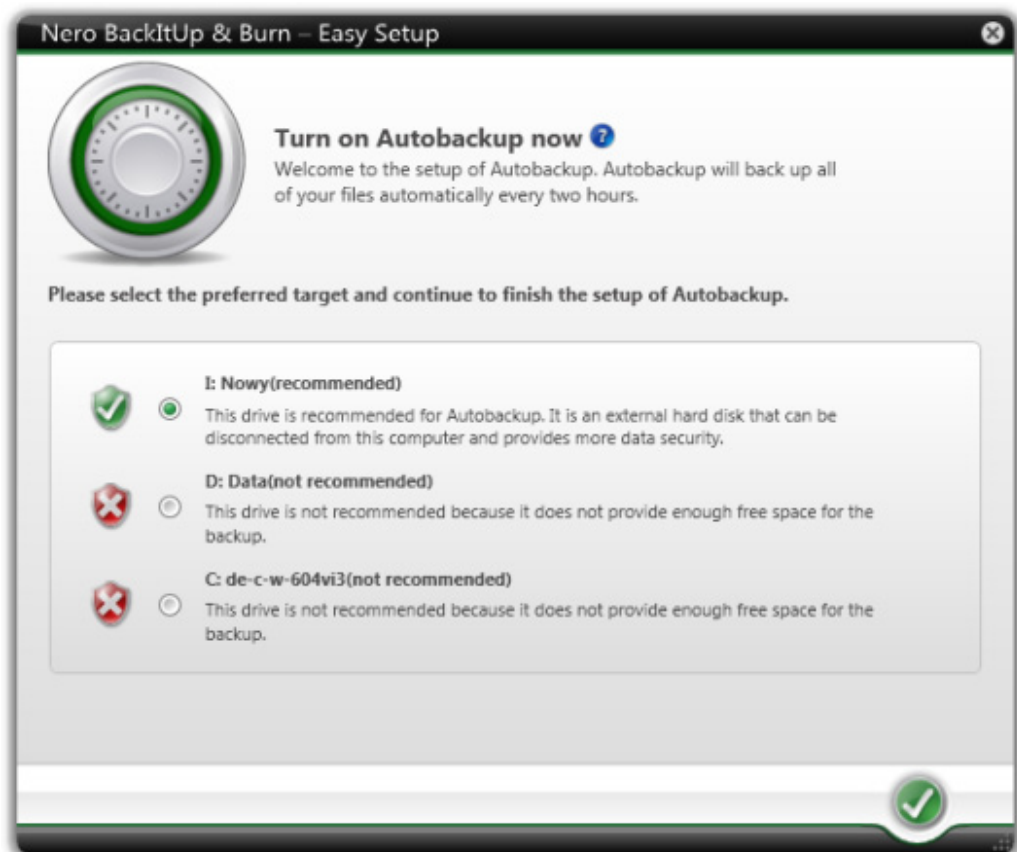 Nero BackItUp & Burn – Easy Setup
Turn on Autobackup now
Welcome to the setup of Autobackup. Autobackup will back up all
of your files automatically every two hours.
Please select the preferred target and continue to finish the setup of Autobackup.
I: Nowy(recommended)
This drive is recommended for Autobackup. It is an external hard disk that can be
disconnected from this computer and provides more data security.
D: Data(not recommended)
This drive is not recommended because it does not provide enough free space for the
backup.
C: de-c-w-604vi3(not recommended)
This drive is not recommended because it does not provide enough free space for the
backup.